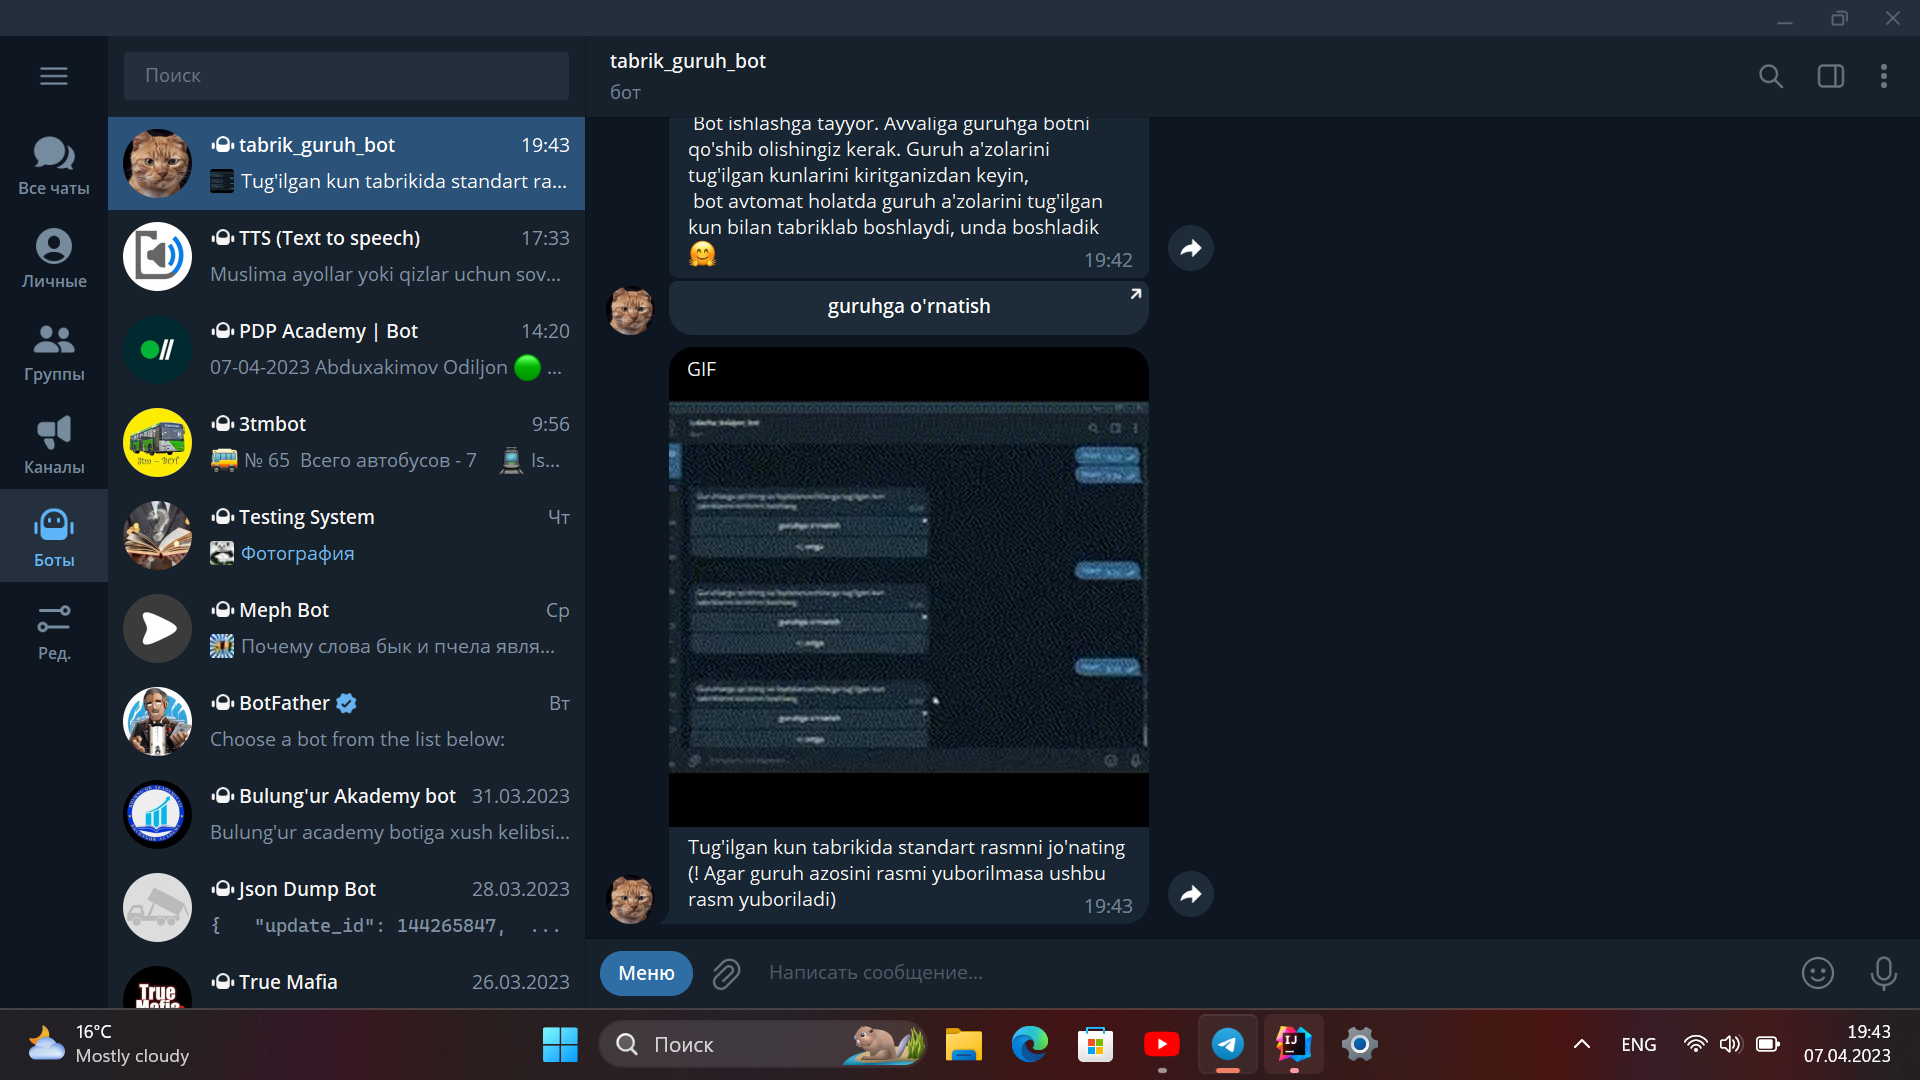 Поиск
tabrik_guruh_bot
бот
Все чаты
Личные
Группы
Каналы
Боты
Ред.
tabrik_guruh_bot 19:43
Tug'ilgan kun tabrikida standart ra...
TTS (Text to speech) 17:33
Muslima ayollar yoki qizlar uchun sov...
PDP Academy | Bot 14:20
07-04-2023 Abduxakimov Odiljon 🟢 ...
3tmbot 9:56
🚌 № 65 Всего автобусов - 7 🚊 Is...
Testing System Чт
Фотография
Meph Bot Ср
Почему слова бык и пчела явля...
BotFather Вт
Choose a bot from the list below:
Bulung'ur Akademy bot 31.03.2023
Bulung'ur academy botiga xush kelibsi...
Json Dump Bot 28.03.2023
{ "update_id": 144265847, ...
True Mafia 26.03.2023
True
Bot ishlashga tayyor. Avvaliga guruhga botni
qo'shib olishingiz kerak. Guruh a'zolarini
tug'ilgan kunlarini kiritganizdan keyin,
bot avtomat holatda guruh a'zolarini tug'ilgan
kun bilan tabriklab boshlaydi, unda boshladik
🤗 19:42
guruhga o'rnatish
GIF
guruhga o'rnatish
guruhga o'rnatish
guruhga o'rnatish
Tug'ilgan kun tabrikida standart rasmni jo'nating
(! Agar guruh azosini rasmi yuborilmasa ushbu
rasm yuboriladi) 19:43
Меню
Написать сообщение...
16°C
Mostly cloudy
Поиск
IJ
ENG
19:43
07.04.2023